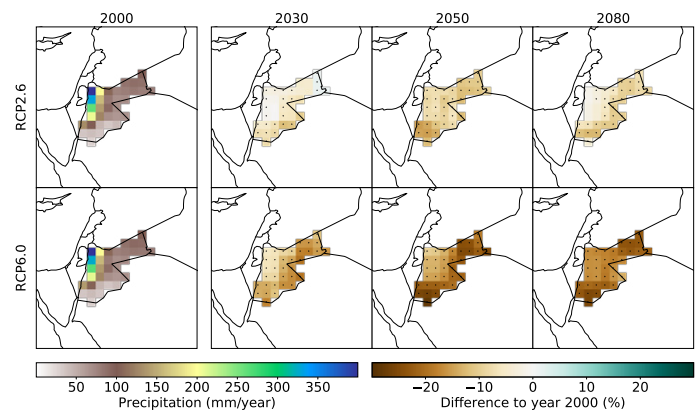 2000 2030 2050 2080
RCP2.6
RCP6.0
50 100 150 200 250 300 350 −20 −10 0 10 20
Precipitation (mm/year) Difference to year 2000 (%)